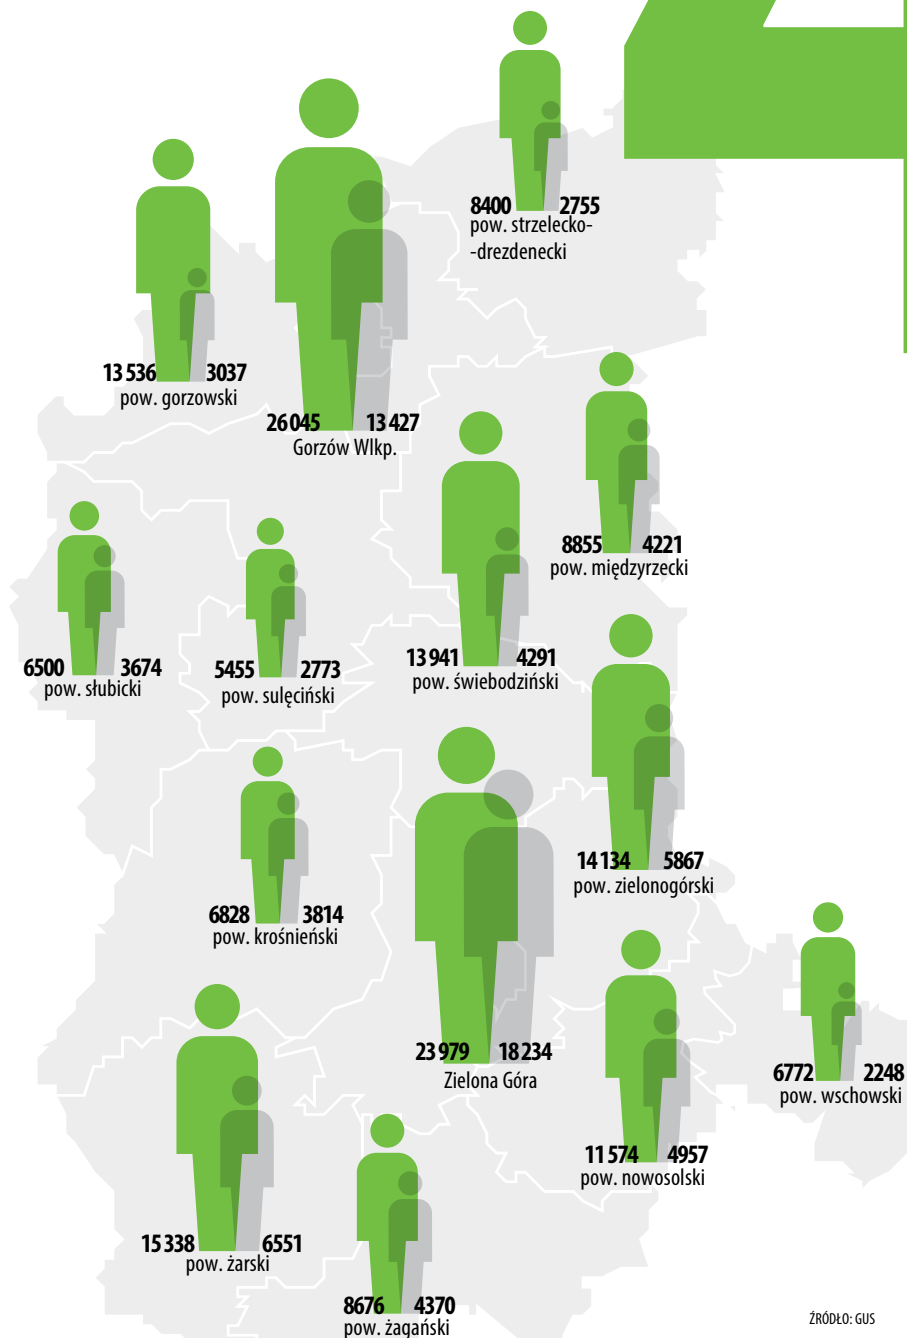 8400 2755
pow. strzelecko-
-drezdenecki
13 536 3037
pow. gorzowski
26 045 13 427
Gorzów Wlkp.
8855 4221
pow. międzyrzecki
6500 3674
pow. słubicki
5455 2773
pow. sulęciński
13 941 4291
pow. świebodziński
14 134 5867
pow. zielonogórski
6828 3814
pow. krośnieński
23 979 18 234
Zielona Góra
6772 2248
pow. wschowski
11 574 4957
pow. nowosolski
15 338 6551
pow. żarski
8676 4370
pow. żagański
ŹRÓDŁO: GUS